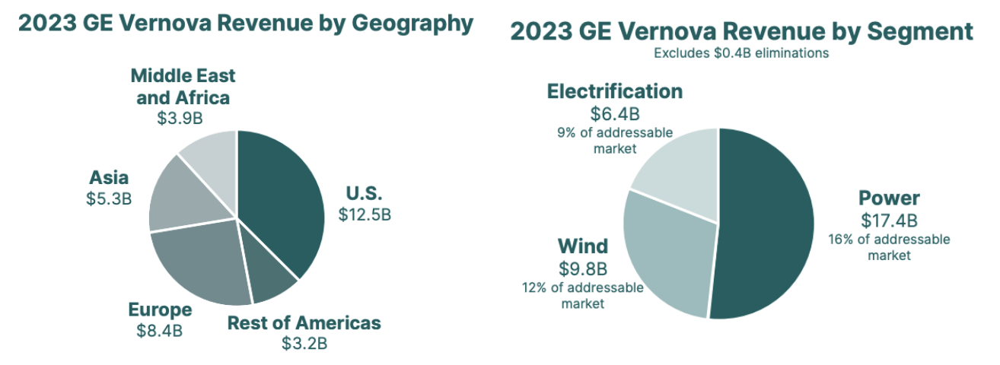 2023 GE Vernova Revenue by Geography
Middle East
and Africa
$3.9B
Asia
$5.3B
U.S.
$12.5B
Europe
$8.4B
Rest of Americas
$3.2B
2023 GE Vernova Revenue by Segment
Excludes $0.4B eliminations
Electrification
$6.4B
9% of addressable
market
Power
$17.4B
16% of addressable
market
Wind
$9.8B
12% of addressable
market